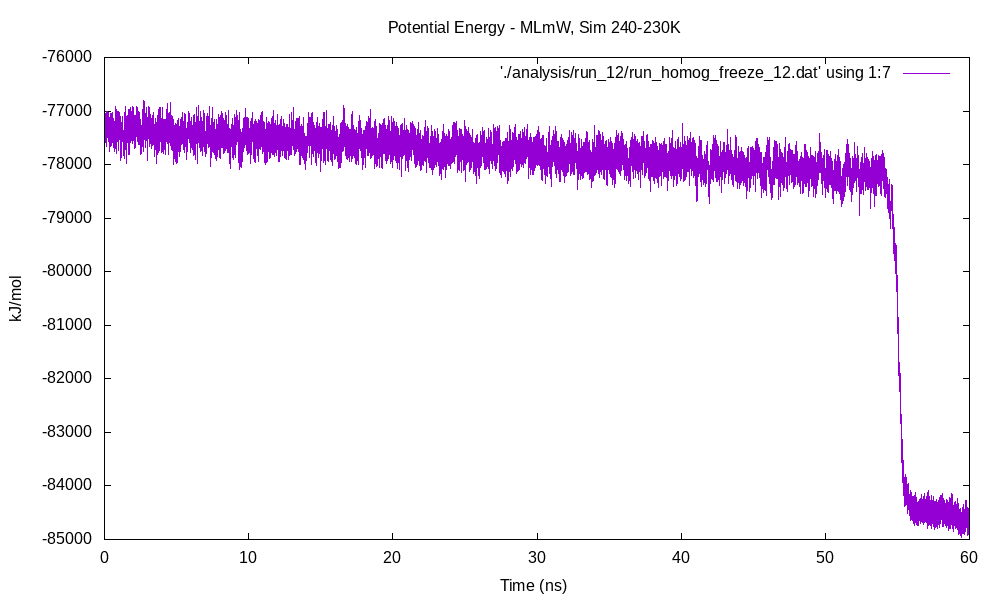 Potential Energy - MLmW, Sim 240-230K
'./analysis/run_12/run_homog_freeze_12.dat' using 1:7
-76000
-77000
-78000
-79000
-80000
-81000
-82000
-83000
-84000
-85000
kJ/mol
0 10 20 30 40 50 60
Time (ns)